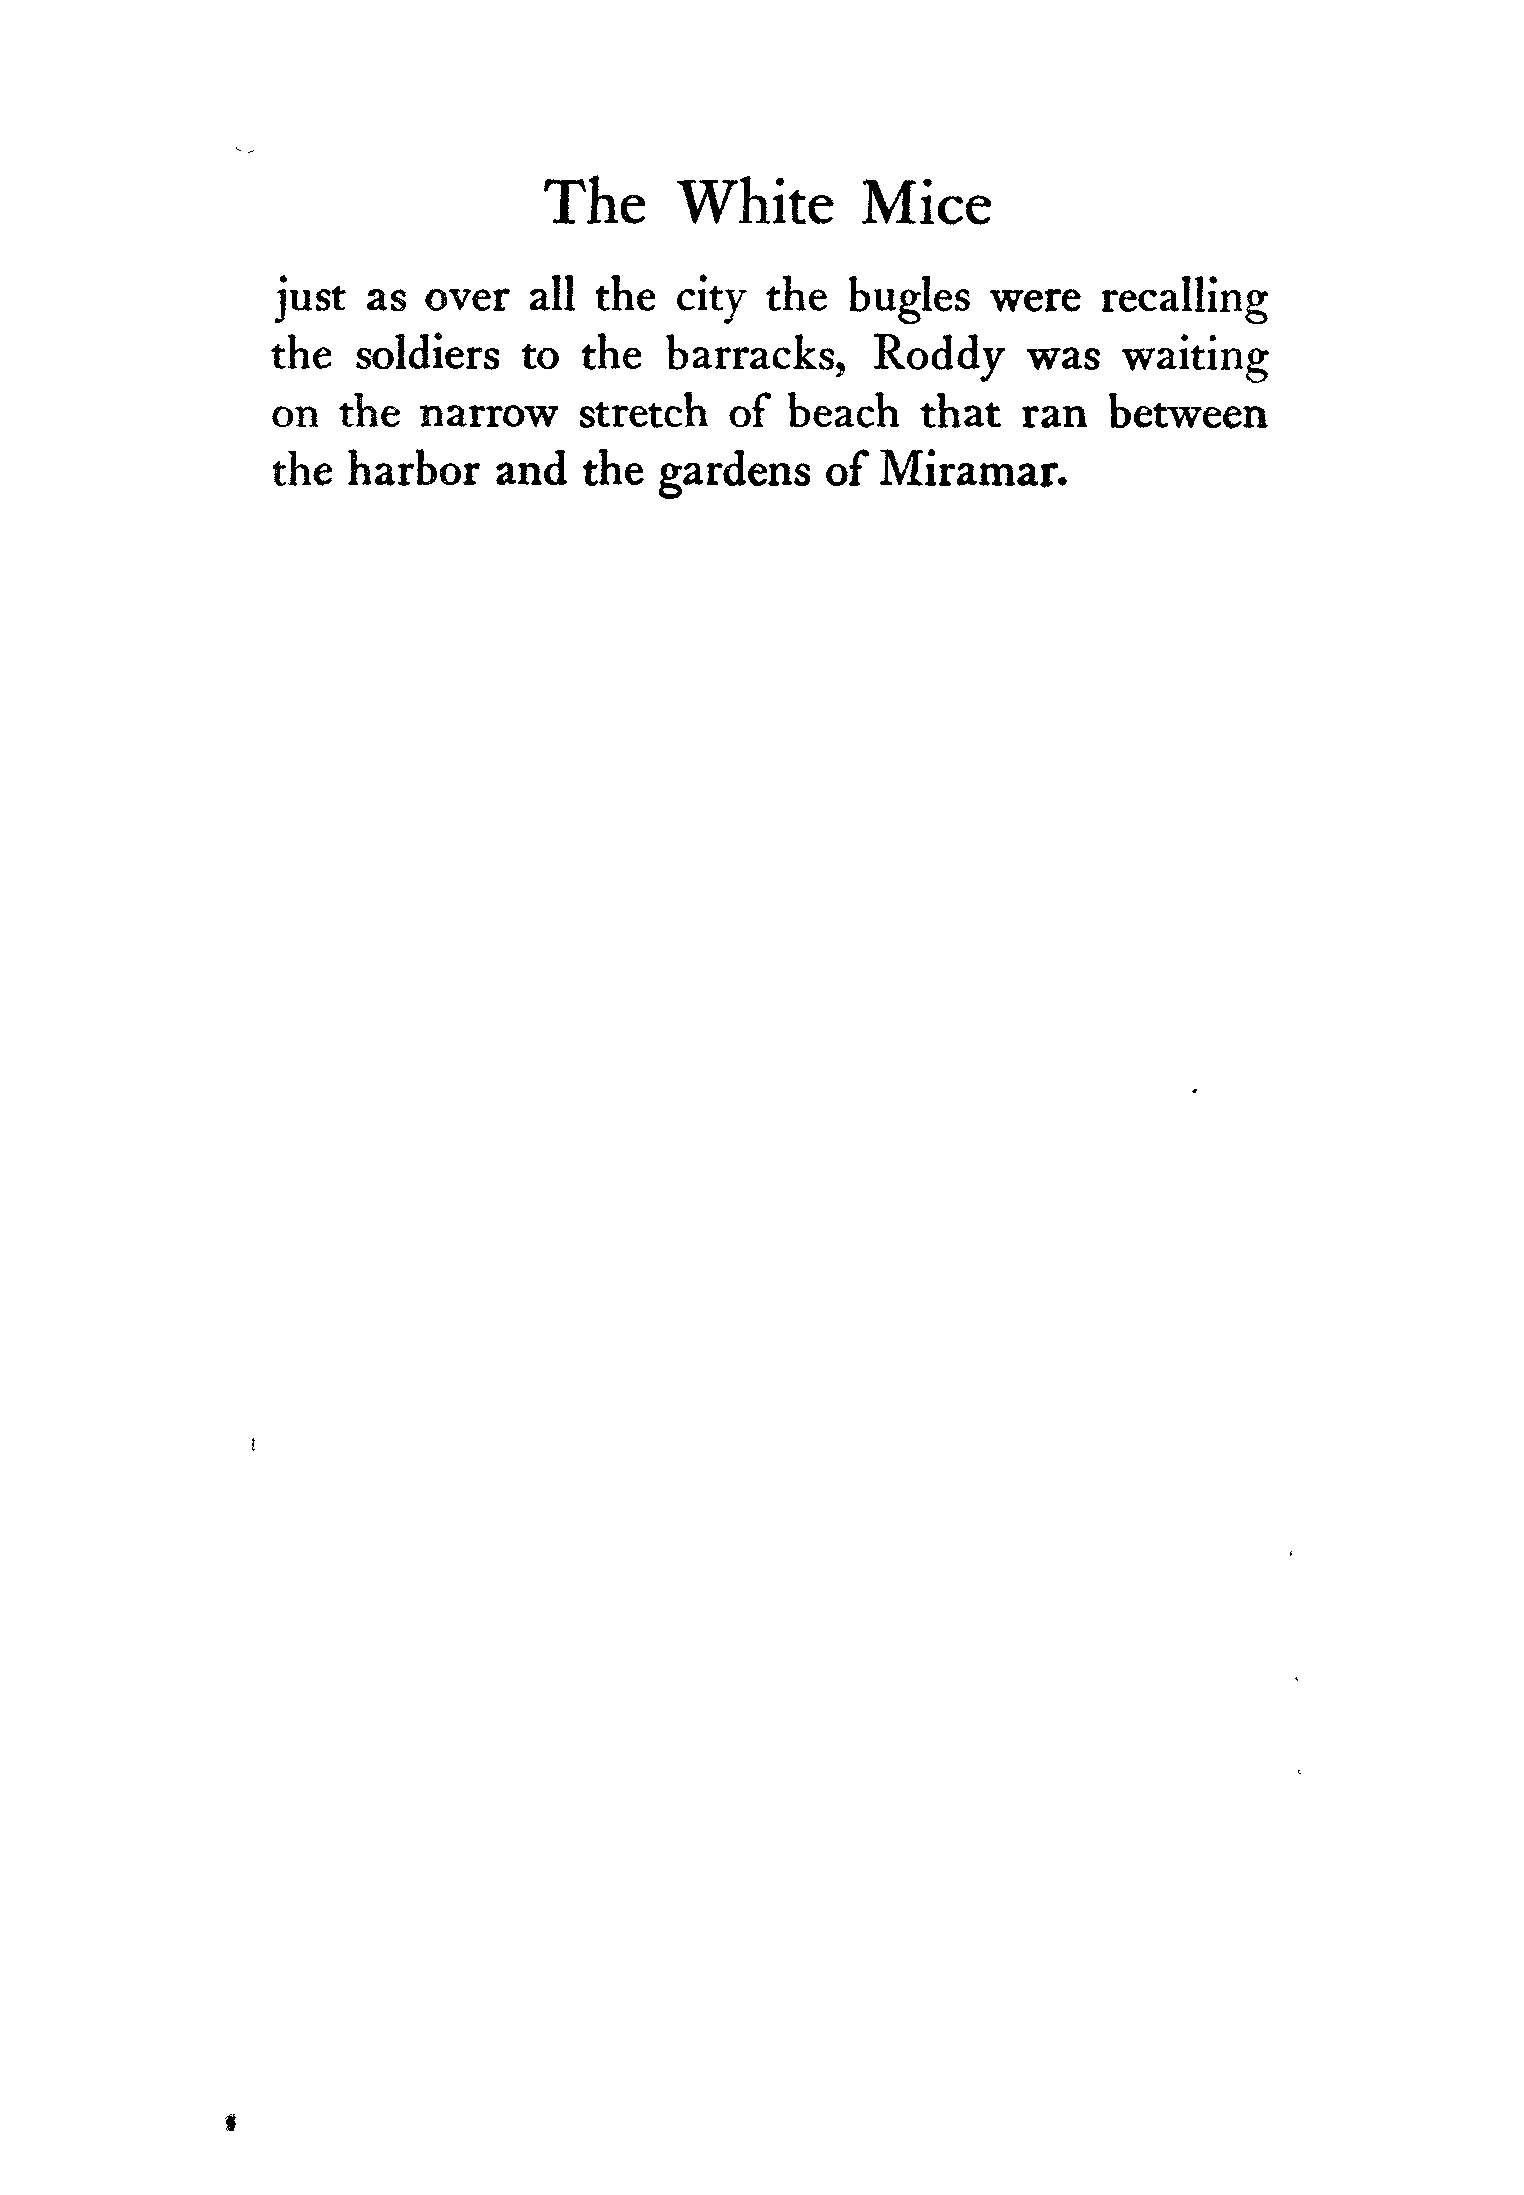 The White Mice
just as over all the city the bugles were recalling
the soldiers to the barracks, Roddy was waiting
on the narrow stretch of beach that ran between
the harbor and the gardens of Miramar.